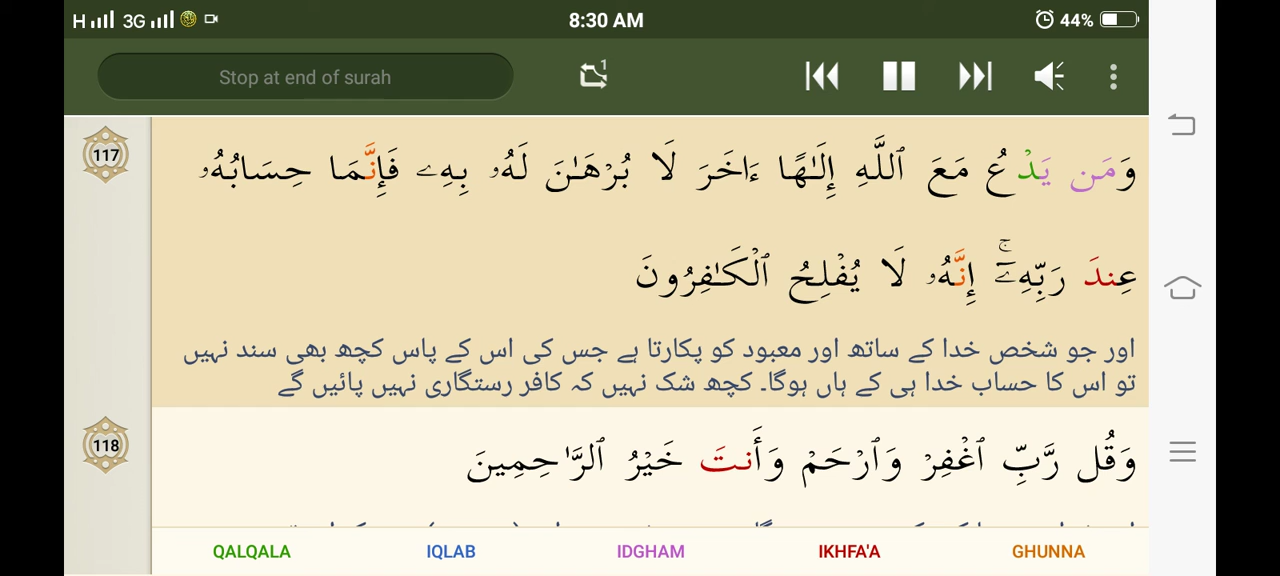 H 3G 8:30 AM 44%
Stop at end of surah 1
117
وَمَن يَدْعُ مَعَ ٱللَّهِ إِلَـٰهًا ءَاخَرَ لَا بُرْهَـٰنَ لَهُۥ بِهِۦ فَإِنَّمَا حِسَابُهُۥ
عِندَ رَبِّهِۦٓ ۚ إِنَّهُۥ لَا يُفْلِحُ ٱلْكَـٰفِرُونَ
اور جو شخص خدا کے ساتھ اور معبود کو پکارتا ہے جس کی اس کے پاس کچھ بھی سند نہیں
تو اس کا حساب خدا ہی کے ہاں ہوگا۔ کچھ شک نہیں کہ کافر رستگاری نہیں پائیں گے
118
وَقُل رَّبِّ ٱغْفِرْ وَٱرْحَمْ وَأَنتَ خَيْرُ ٱلرَّٰحِمِينَ
QALQALA IQLAB IDGHAM IKHFA'A GHUNNA